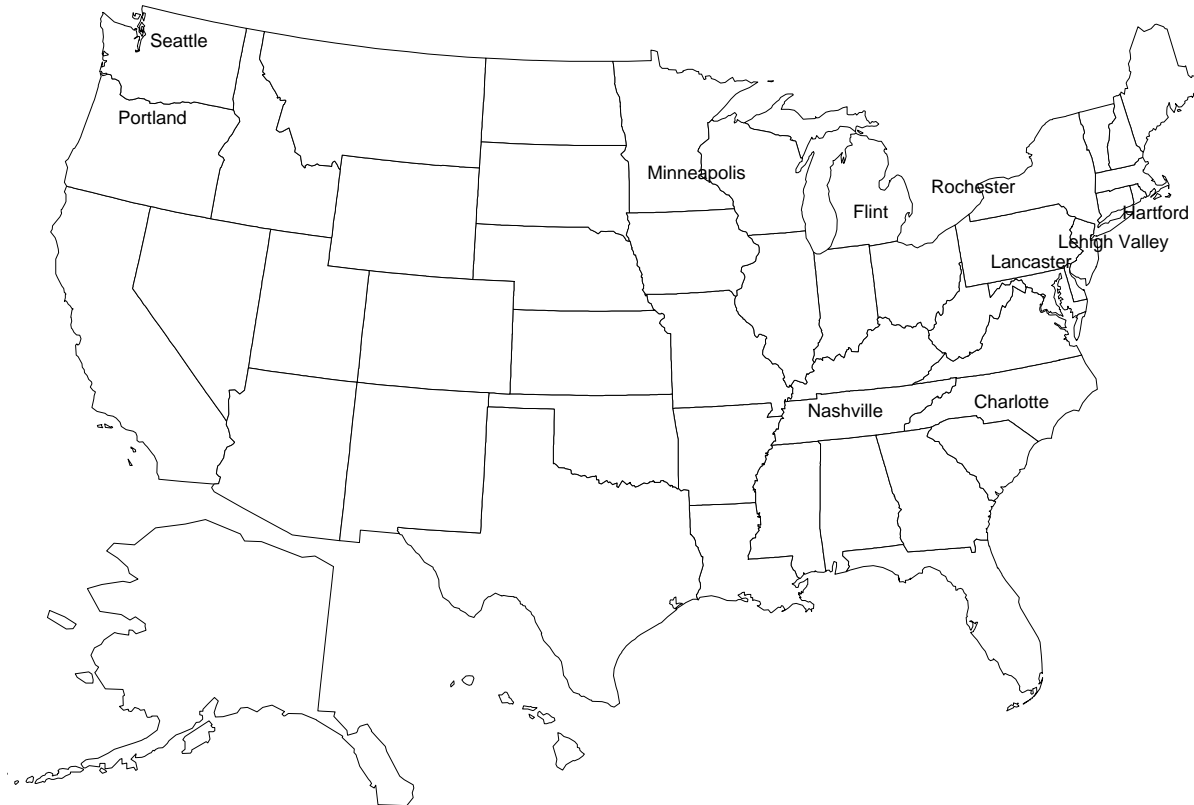 Seattle
Portland
Minneapolis
Rochester
Flint
Hartford
Lehigh Valley
Lancaster
Nashville
Charlotte